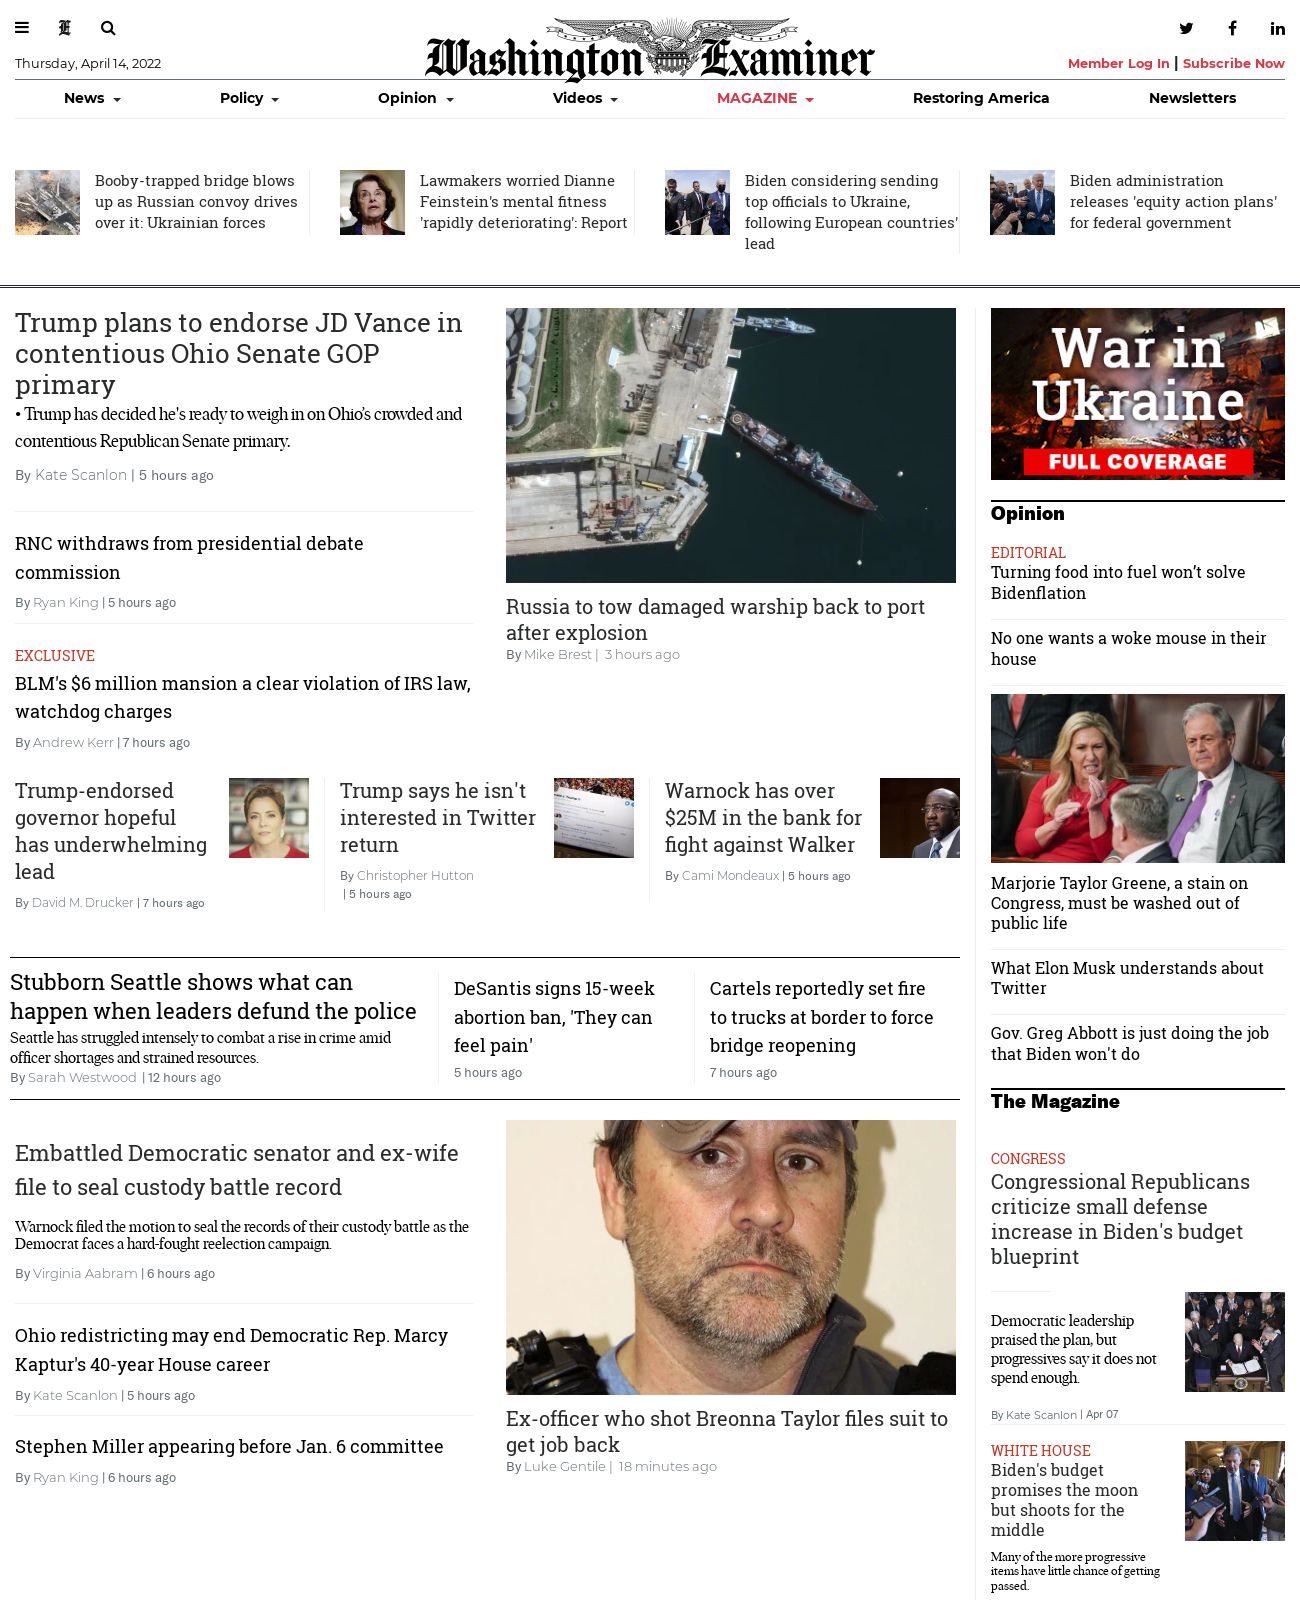 Washington Examiner
Thursday, April 14, 2022
Member Log In | Subscribe Now
News
Policy
Opinion
Videos
MAGAZINE
Restoring America
Newsletters
Booby-trapped bridge blows
up as Russian convoy drives
over it: Ukrainian forces
Lawmakers worried Dianne
Feinstein's mental fitness
'rapidly deteriorating': Report
Biden considering sending
top officials to Ukraine,
following European countries'
lead
Biden administration
releases 'equity action plans'
for federal government
Trump plans to endorse JD Vance in
contentious Ohio Senate GOP
primary
• Trump has decided he's ready to weigh in on Ohio’s crowded and
contentious Republican Senate primary.
By Kate Scanlon | 5 hours ago
RNC withdraws from presidential debate
commission
By Ryan King | 5 hours ago
EXCLUSIVE
BLM's $6 million mansion a clear violation of IRS law,
watchdog charges
By Andrew Kerr | 7 hours ago
Russia to tow damaged warship back to port
after explosion
By Mike Brest | 3 hours ago
Trump-endorsed
governor hopeful
has underwhelming
lead
By David M. Drucker | 7 hours ago
Trump says he isn't
interested in Twitter
return
By Christopher Hutton
| 5 hours ago
Warnock has over
$25M in the bank for
fight against Walker
By Cami Mondeaux | 5 hours ago
Stubborn Seattle shows what can
happen when leaders defund the police
Seattle has struggled intensely to combat a rise in crime amid
officer shortages and strained resources.
By Sarah Westwood | 12 hours ago
DeSantis signs 15-week
abortion ban, 'They can
feel pain'
5 hours ago
Cartels reportedly set fire
to trucks at border to force
bridge reopening
7 hours ago
Embattled Democratic senator and ex-wife
file to seal custody battle record
Warnock filed the motion to seal the records of their custody battle as the
Democrat faces a hard-fought reelection campaign.
By Virginia Aabram | 6 hours ago
Ohio redistricting may end Democratic Rep. Marcy
Kaptur's 40-year House career
By Kate Scanlon | 5 hours ago
Stephen Miller appearing before Jan. 6 committee
By Ryan King | 6 hours ago
Ex-officer who shot Breonna Taylor files suit to
get job back
By Luke Gentile | 18 minutes ago
War in
Ukraine
FULL COVERAGE
Opinion
EDITORIAL
Turning food into fuel won’t solve
Bidenflation
No one wants a woke mouse in their
house
Marjorie Taylor Greene, a stain on
Congress, must be washed out of
public life
What Elon Musk understands about
Twitter
Gov. Greg Abbott is just doing the job
that Biden won't do
The Magazine
CONGRESS
Congressional Republicans
criticize small defense
increase in Biden's budget
blueprint
Democratic leadership
praised the plan, but
progressives say it does not
spend enough.
By Kate Scanlon | Apr 07
WHITE HOUSE
Biden's budget
promises the moon
but shoots for the
middle
Many of the more progressive
items have little chance of getting
passed.